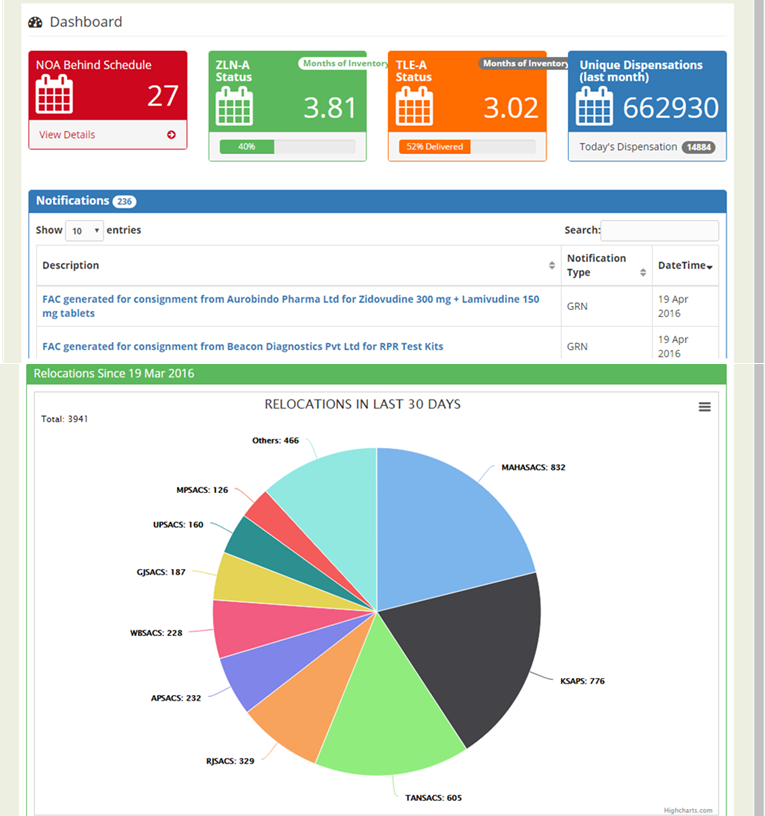 Dashboard
NOA Behind Schedule
27
View Details
ZLN-A
Status
Months of Inventory
3.81
40%
TLE-A
Status
Months of Inventory
3.02
52% Delivered
Unique Dispensations
(last month)
662930
Today's Dispensation 14884
Notifications 236
Show 10 entries
Search:
Description
Notification
Type
DateTime
FAC generated for consignment from Aurobindo Pharma Ltd for Zidovudine 300 mg + Lamivudine 150
mg tablets
GRN
19 Apr
2016
FAC generated for consignment from Beacon Diagnostics Pvt Ltd for RPR Test Kits
GRN
19 Apr
2016
Relocations Since 19 Mar 2016
RELOCATIONS IN LAST 30 DAYS
Total: 3941
Others: 466
MAHASACS: 832
MPSACS: 126
UPSACS: 160
GJSACS: 187
WBSACS: 228
KSAPS: 776
APSACS: 232
RJSACS: 329
TANSACS: 605
Highcharts.com